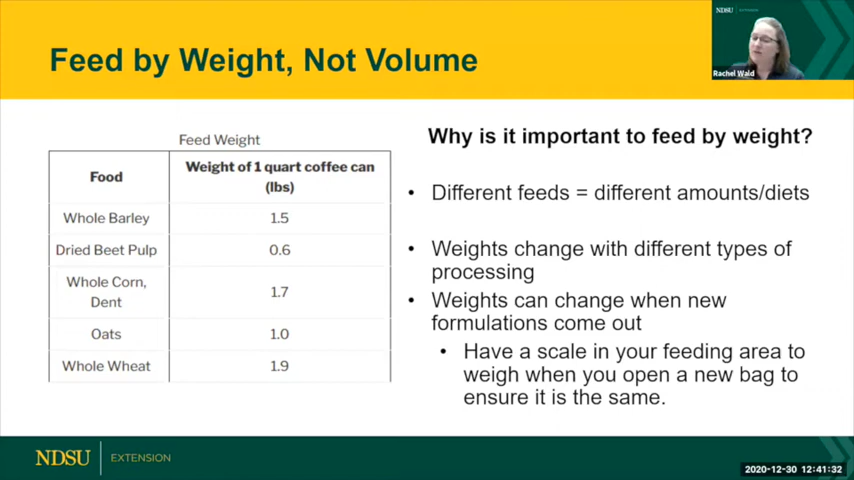 NDSU EXTENSION
Rachel Wald
Feed by Weight, Not Volume
Feed Weight
Food
Weight of 1 quart coffee can
(lbs)
Whole Barley 1.5
Dried Beet Pulp 0.6
Whole Corn,
Dent
1.7
Oats 1.0
Whole Wheat 1.9
Why is it important to feed by weight?
• Different feeds = different amounts/diets
• Weights change with different types of
processing
• Weights can change when new
formulations come out
• Have a scale in your feeding area to
weigh when you open a new bag to
ensure it is the same.
NDSU EXTENSION
2020-12-30 12:41:32